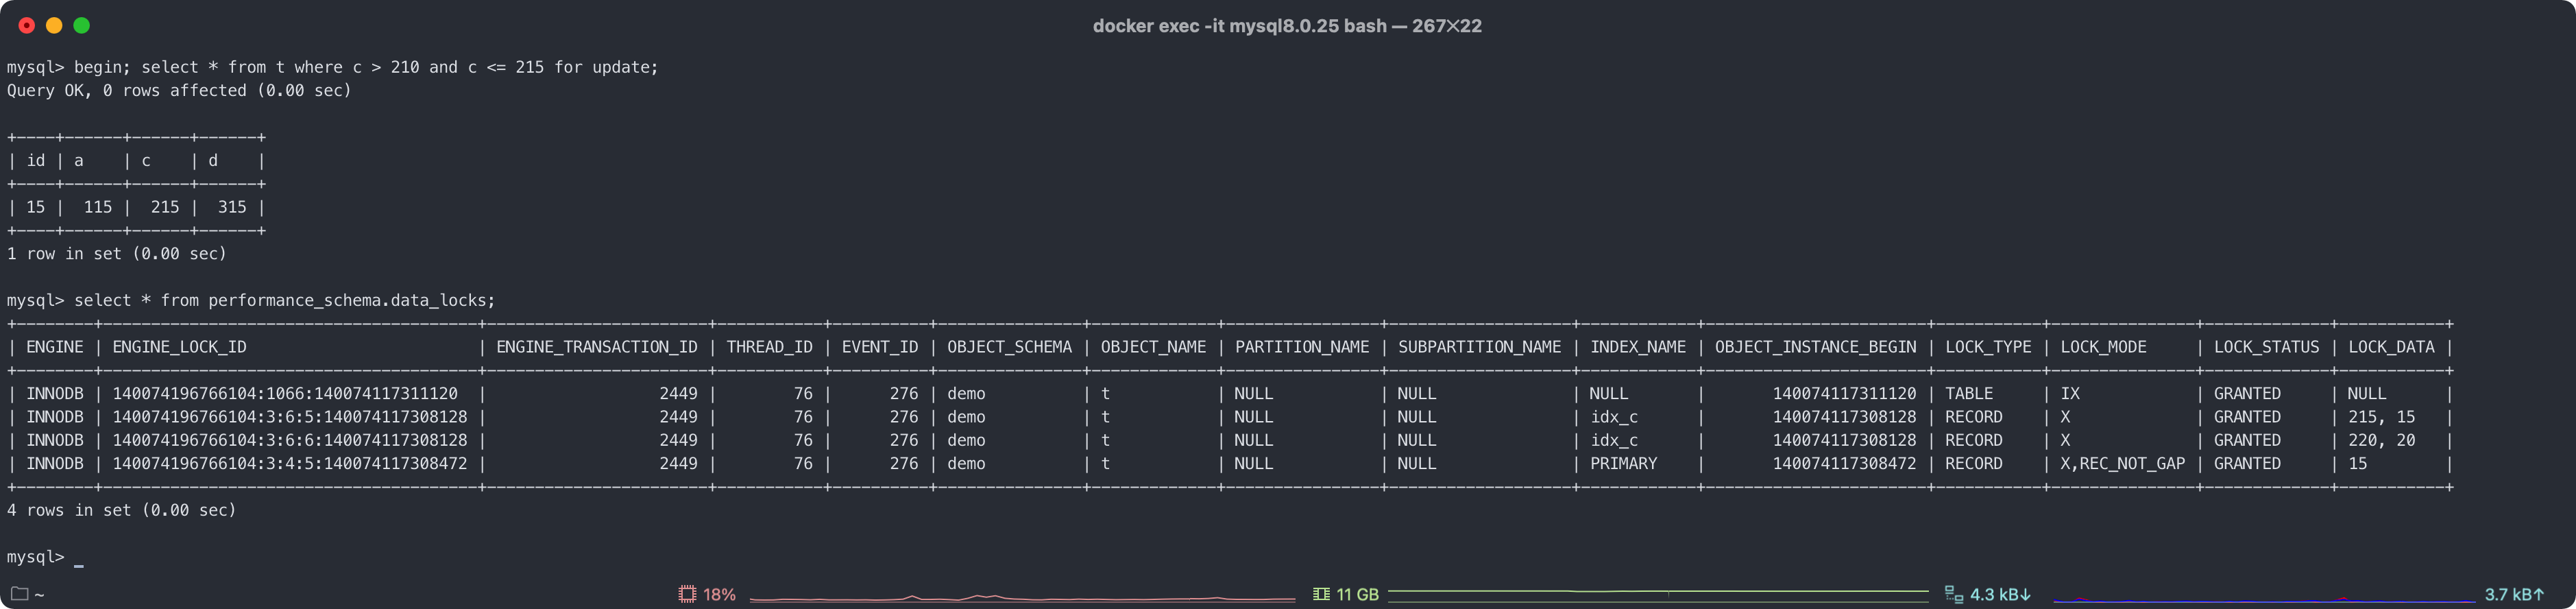 docker exec -it mysql8.0.25 bash — 267×22
mysql> begin; select * from t where c > 210 and c <= 215 for update;
Query OK, 0 rows affected (0.00 sec)
+----+------+------+------+
| id | a    | c    | d    |
+----+------+------+------+
| 15 |  115 |  215 |  315 |
+----+------+------+------+
1 row in set (0.00 sec)
mysql> select * from performance_schema.data_locks;
+--------+---------------------------------------+-----------------------+-----------+----------+---------------+-------------+----------------+-------------------+------------+-----------------------+-----------+---------------+-------------+-----------+
| ENGINE | ENGINE_LOCK_ID                        | ENGINE_TRANSACTION_ID | THREAD_ID | EVENT_ID | OBJECT_SCHEMA | OBJECT_NAME | PARTITION_NAME | SUBPARTITION_NAME | INDEX_NAME | OBJECT_INSTANCE_BEGIN | LOCK_TYPE | LOCK_MODE     | LOCK_STATUS | LOCK_DATA |
+--------+---------------------------------------+-----------------------+-----------+----------+---------------+-------------+----------------+-------------------+------------+-----------------------+-----------+---------------+-------------+-----------+
| INNODB | 140074196766104:1066:140074117311120  |                  2449 |        76 |      276 | demo          | t           | NULL           | NULL              | NULL       |       140074117311120 | TABLE     | IX            | GRANTED     | NULL      |
| INNODB | 140074196766104:3:6:5:140074117308128 |                  2449 |        76 |      276 | demo          | t           | NULL           | NULL              | idx_c      |       140074117308128 | RECORD    | X             | GRANTED     | 215, 15   |
| INNODB | 140074196766104:3:6:6:140074117308128 |                  2449 |        76 |      276 | demo          | t           | NULL           | NULL              | idx_c      |       140074117308128 | RECORD    | X             | GRANTED     | 220, 20   |
| INNODB | 140074196766104:3:4:5:140074117308472 |                  2449 |        76 |      276 | demo          | t           | NULL           | NULL              | PRIMARY    |       140074117308472 | RECORD    | X,REC_NOT_GAP | GRANTED     | 15        |
+--------+---------------------------------------+-----------------------+-----------+----------+---------------+-------------+----------------+-------------------+------------+-----------------------+-----------+---------------+-------------+-----------+
4 rows in set (0.00 sec)
mysql> _
~ 18% 11 GB 4.3 kB↓ 3.7 kB↑